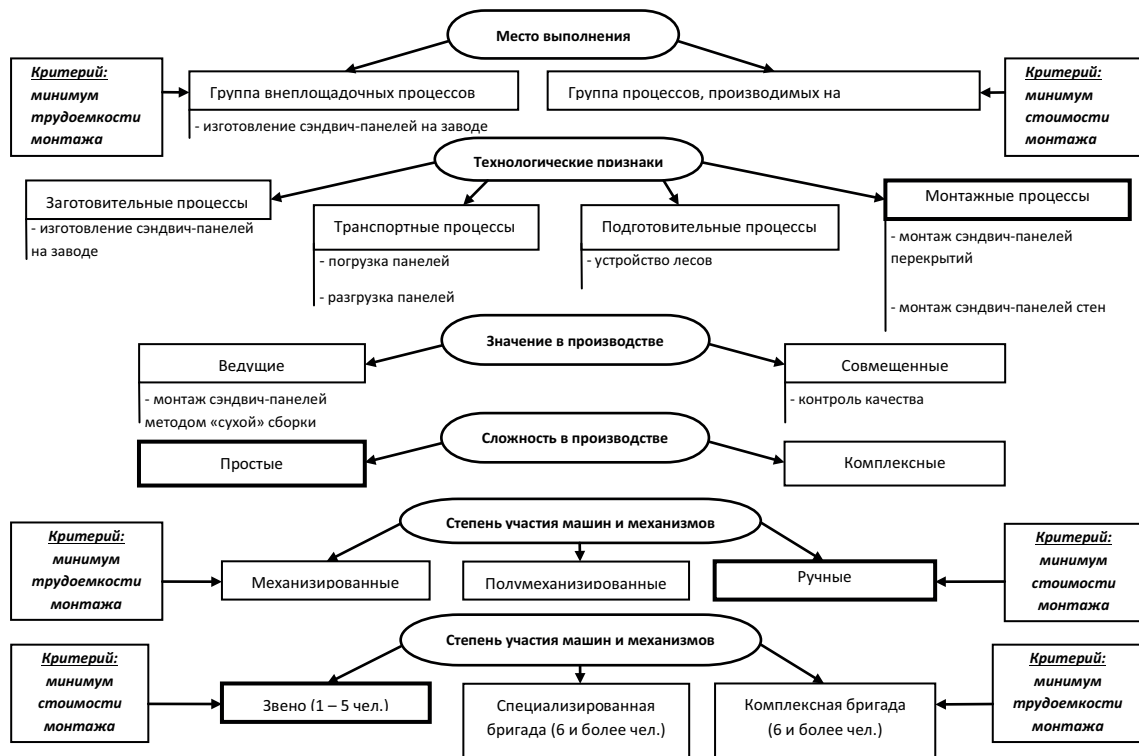 Место выполнения
Критерий:
минимум
трудоемкости
монтажа
Группа внеплощадочных процессов
- изготовление сэндвич-панелей на заводе
Группа процессов, производимых на
Критерий:
минимум
стоимости
монтажа
Технологические признаки
Заготовительные процессы
- изготовление сэндвич-панелей
на заводе
Транспортные процессы
- погрузка панелей
- разгрузка панелей
Подготовительные процессы
- устройство лесов
Монтажные процессы
- монтаж сэндвич-панелей
перекрытий
- монтаж сэндвич-панелей стен
Значение в производстве
Ведущие
- монтаж сэндвич-панелей
методом «сухой» сборки
Совмещенные
- контроль качества
Сложность в производстве
Простые
Комплексные
Степень участия машин и механизмов
Критерий:
минимум
трудоемкости
монтажа
Механизированные
Полумеханизированные
Ручные
Критерий:
минимум
стоимости
монтажа
Степень участия машин и механизмов
Критерий:
минимум
стоимости
монтажа
Звено (1 – 5 чел.)
Специализированная
бригада (6 и более чел.)
Комплексная бригада
(6 и более чел.)
Критерий:
минимум
трудоемкости
монтажа